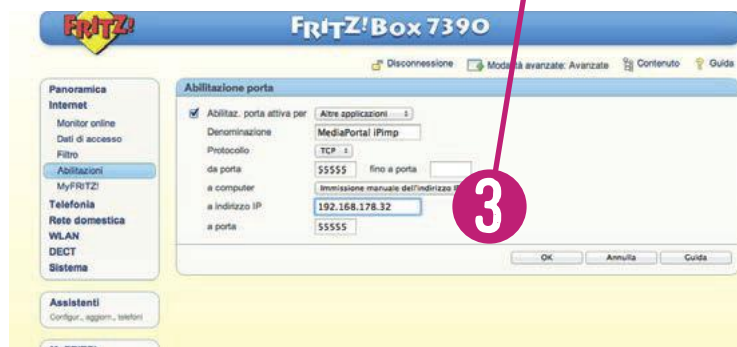 FRITZ!
FRITZ!Box 7390
Disconnessione
Modalità avanzate: Avanzate
Contenuto
Guida
Panoramica
Internet
Monitor online
Dati di accesso
Filtro
Abilitazioni
MyFRITZ!
Telefonia
Rete domestica
WLAN
DECT
Sistema
Assistenti
Configur., aggiorn., telefoni
Abilitazione porta
Abilitaz. porta attiva per Altre applicazioni
Denominazione MediaPortal iPimp
Protocollo TCP
da porta 55555 fino a porta
a computer Immissione manuale dell'indirizzo
a indirizzo IP 192.168.178.32
a porta 55555
3
OK Annulla Guida